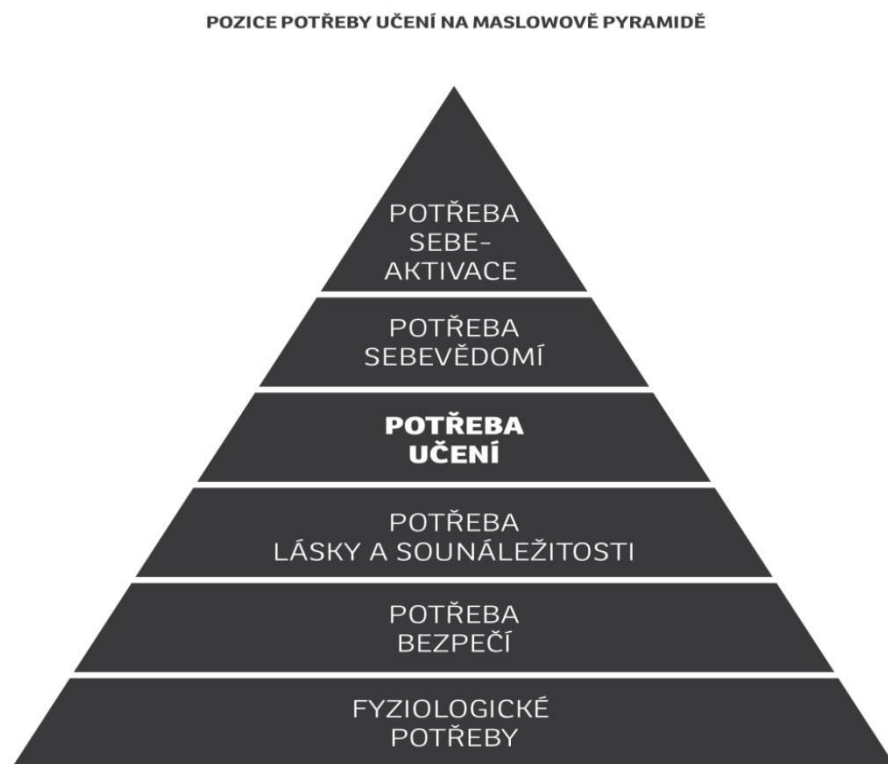 POZICE POTŘEBY UČENÍ NA MASLOWOVĚ PYRAMIDĚ
POTŘEBA
SEBE-
AKTIVACE
POTŘEBA
SEBEVĚDOMÍ
POTŘEBA
UČENÍ
POTŘEBA
LÁSKY A SOUNÁLEŽITOSTI
POTŘEBA
BEZPEČÍ
FYZIOLOGICKÉ
POTŘEBY